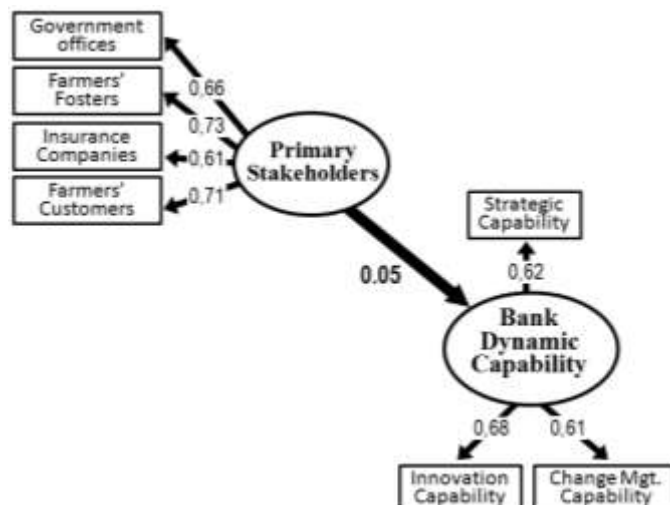 Government
offices
0,66
Farmers'
Fosters
0,73
Insurance
Companies
0,61
Farmers'
Customers
0,71
Primary
Stakeholders
0.05
Strategic
Capability
0,62
Bank
Dynamic
Capability
0,68
0,61
Innovation
Capability
Change Mgt.
Capability